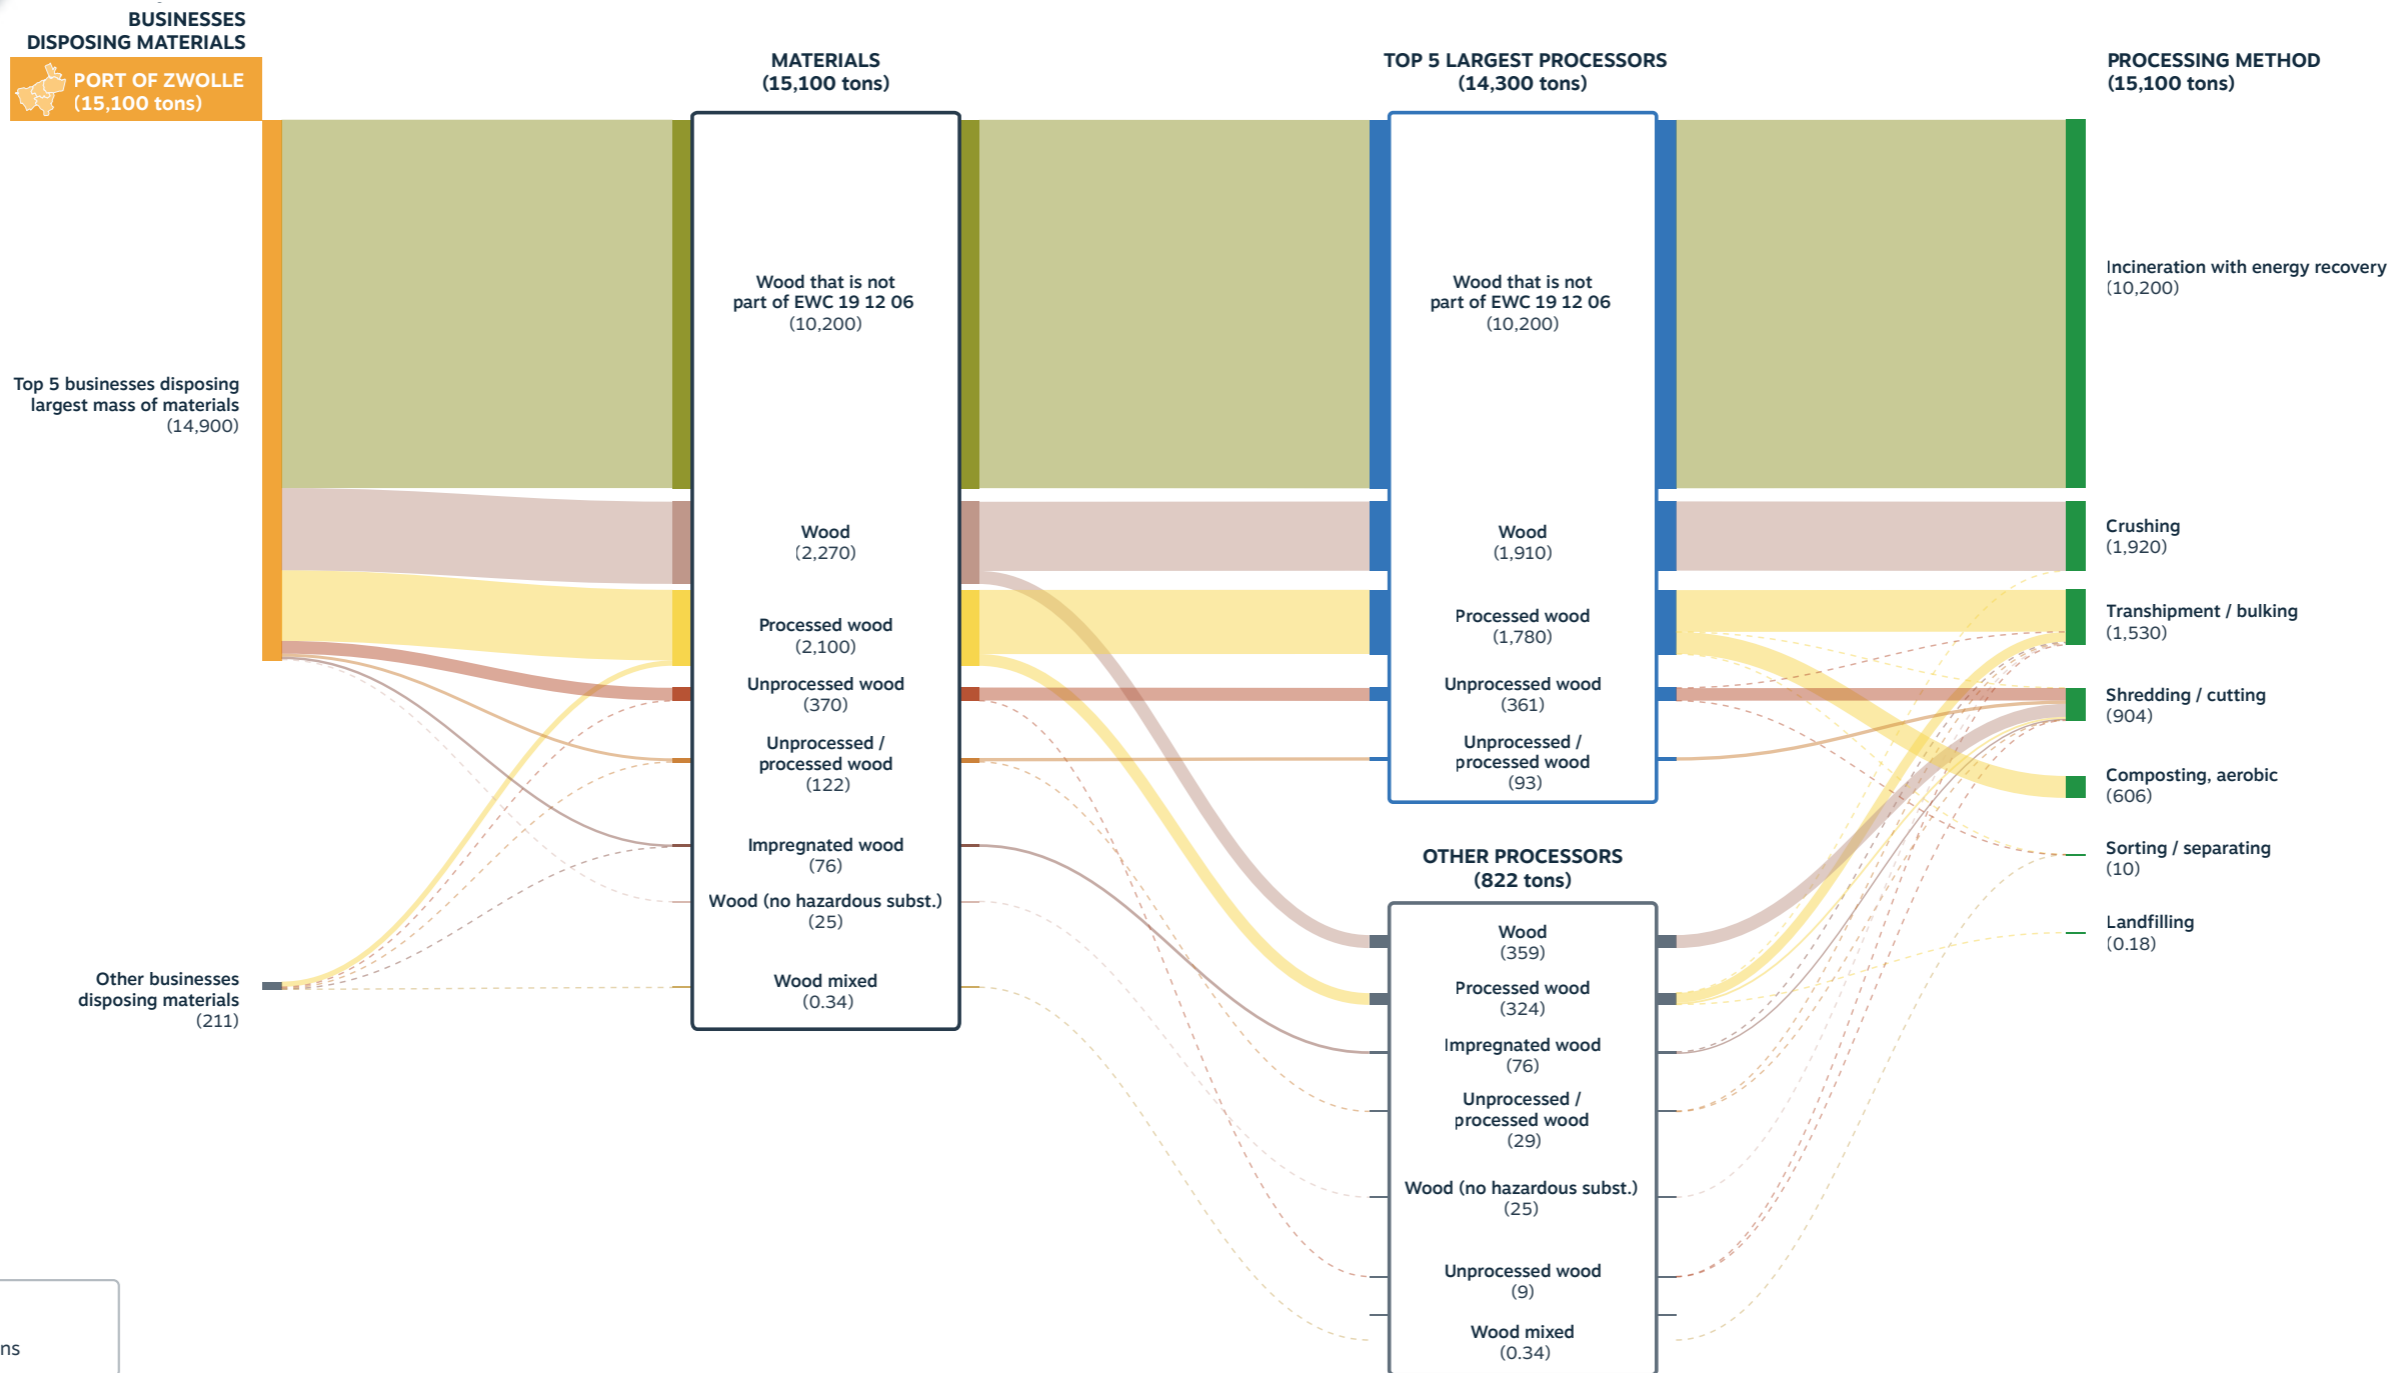 BUSINESSES
DISPOSING MATERIALS
PORT OF ZWOLLE
(15,100 tons)
Top 5 businesses disposing
largest mass of materials
(14,900)
Other businesses
disposing materials
(211)
MATERIALS
(15,100 tons)
Wood that is not
part of EWC 19 12 06
(10,200)
Wood
(2,270)
Processed wood
(2,100)
Unprocessed wood
(370)
Unprocessed /
processed wood
(122)
Impregnated wood
(76)
Wood (no hazardous subst.)
(25)
Wood mixed
(0.34)
TOP 5 LARGEST PROCESSORS
(14,300 tons)
Wood that is not
part of EWC 19 12 06
(10,200)
Wood
(1,910)
Processed wood
(1,780)
Unprocessed wood
(361)
Unprocessed /
processed wood
(93)
OTHER PROCESSORS
(822 tons)
Wood
(359)
Processed wood
(324)
Impregnated wood
(76)
Unprocessed /
processed wood
(29)
Wood (no hazardous subst.)
(25)
Unprocessed wood
(9)
Wood mixed
(0.34)
PROCESSING METHOD
(15,100 tons)
Incineration with energy recovery
(10,200)
Crushing
(1,920)
Transhipment / bulking
(1,530)
Shredding / cutting
(904)
Composting, aerobic
(606)
Sorting / separating
(10)
Landfilling
(0.18)
ns